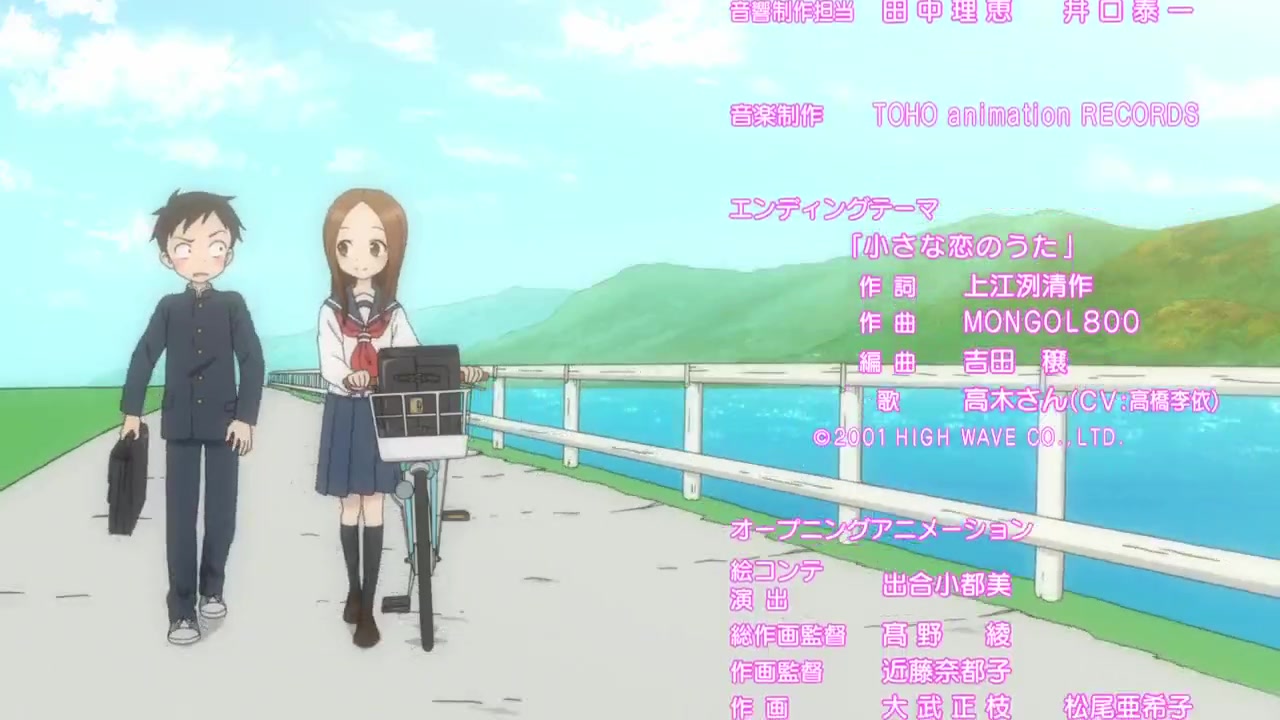 音響制作担当 田中理恵 井口泰一
音楽制作 TOHO animation RECORDS
エンディングテーマ
「小さな恋のうた」
作詞 上江洌清作
作曲 MONGOL800
編曲 吉田 穣
歌 高木さん(CV:高橋李依)
©2001 HIGH WAVE CO.,LTD.
オープニングアニメーション
絵コンテ
演出 出合小都美
総作画監督 髙野 綾
作画監督 近藤奈都子
作画 大武正枝 松尾亜希子